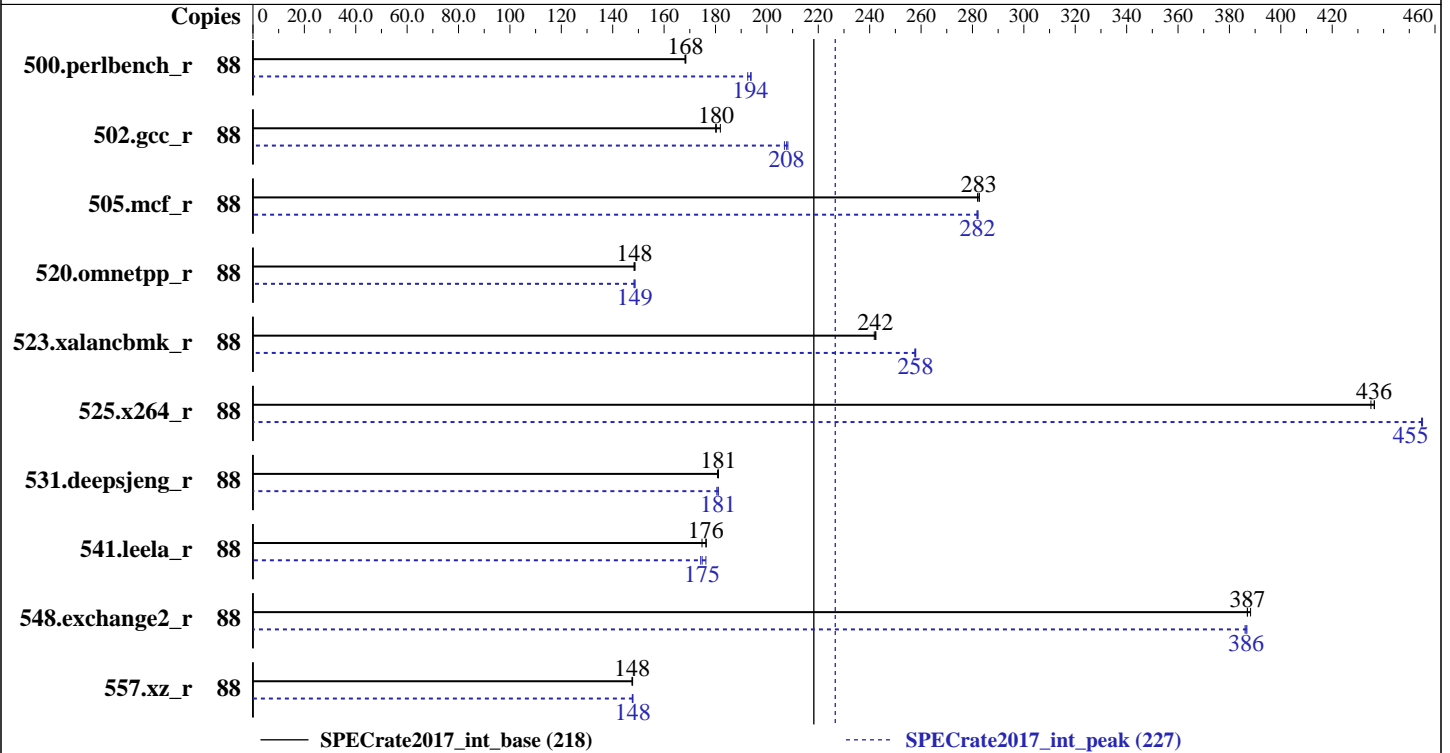 Copies 0 20.0 40.0 60.0 80.0 100 120 140 160 180 200 220 240 260 280 300 320 340 360 380 400 420 460
168
500.perlbench_r 88
194
180
502.gcc_r 88
208
283
505.mcf_r 88
282
148
520.omnetpp_r 88
149
242
523.xalancbmk_r 88
258
436
525.x264_r 88
455
181
531.deepsjeng_r 88
181
176
541.leela_r 88
175
387
548.exchange2_r 88
386
148
557.xz_r 88
148
SPECrate2017_int_base (218) SPECrate2017_int_peak (227)